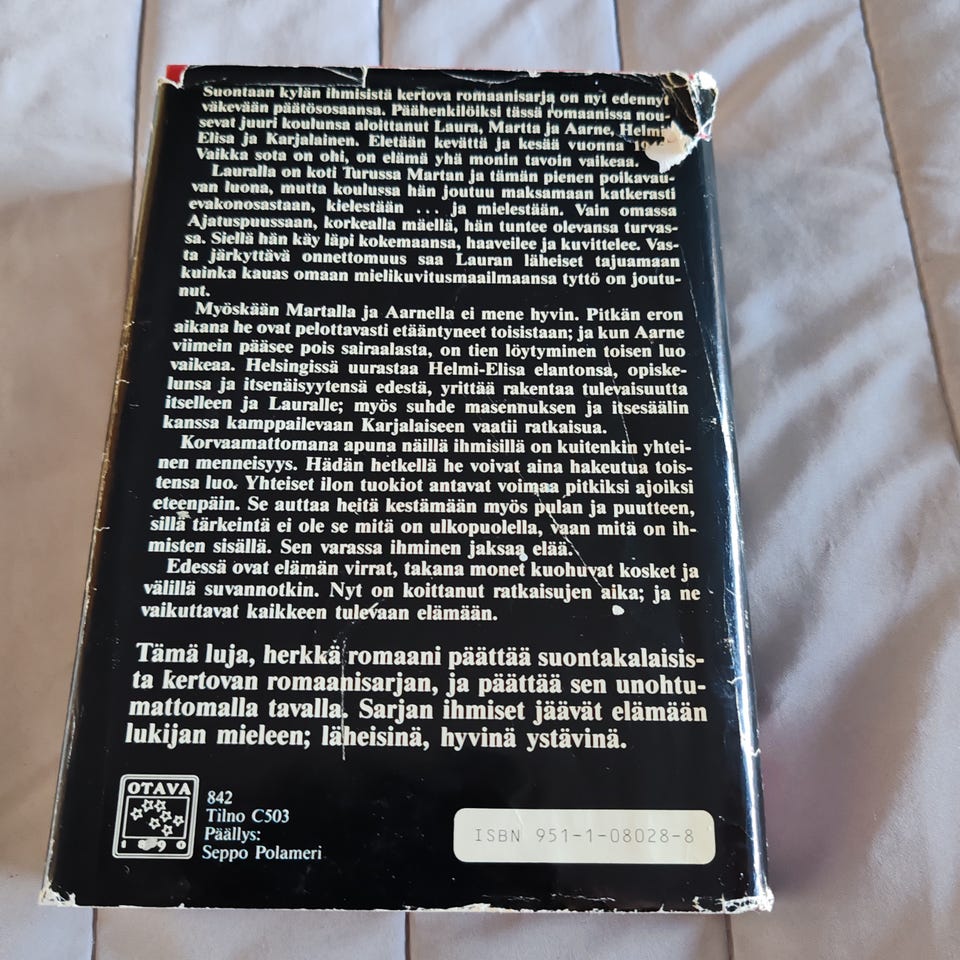 Suontaan kylän ihmisistä kertova romaanisarja on nyt edennyt
väkevään päätösosaansa. Päähenkilöiksi tässä romaanissa nou-
sevat juuri koulunsa aloittanut Laura, Martta ja Aarne, Helmi-
Elisa ja Karjalainen. Eletään kevättä ja kesää vuonna
Vaikka sota on ohi, on elämä yhä monin tavoin vaikeaa.
Lauralla on koti Turussa Martan ja tämän pienen poikavau-
van luona, mutta koulussa hän joutuu maksamaan katkerasti
evakonosastaan, kielestään ... ja mielestään. Vain omassa
Ajatuspuussaan, korkealla mäellä, hän tuntee olevansa turvas-
sa. Siellä hän käy läpi kokemaansa, haaveilee ja kuvittelee. Vas-
ta järkyttävä onnettomuus saa Lauran läheiset tajuamaan
kuinka kauas omaan mielikuvitusmaailmaansa tyttö on joutu-
nut.
Myöskään Martalla ja Aarnella ei mene hyvin. Pitkän eron
aikana he ovat pelottavasti etääntyneet toisistaan; ja kun Aarne
viimein pääsee pois sairaalasta, on tien löytyminen toisen luo
vaikeaa. Helsingissä uurastaa Helmi-Elisa elantonsa, opiske-
lunsa ja itsenäisyytensä edestä, yrittää rakentaa tulevaisuutta
itselleen ja Lauralle; myös suhde masennuksen ja itsesäälin
kanssa kamppailevaan Karjalaiseen vaatii ratkaisua.
Korvaamattomana apuna näillä ihmisillä on kuitenkin yhtei-
nen menneisyys. Hädän hetkellä he voivat aina hakeutua tois-
tensa luo. Yhteiset ilon tuokiot antavat voimaa pitkiksi ajoiksi
eteenpäin. Se auttaa heitä kestämään myös pulan ja puutteen,
sillä tärkeintä ei ole se mitä on ulkopuolella, vaan mitä on ih-
misten sisällä. Sen varassa ihminen jaksaa elää.
Edessä ovat elämän virrat, takana monet kuohuvat kosket ja
välillä suvannotkin. Nyt on koittanut ratkaisujen aika; ja ne
vaikuttavat kaikkeen tulevaan elämään.
Tämä luja, herkkä romaani päättää suontakalaisis-
ta kertovan romaanisarjan, ja päättää sen unohtu-
mattomalla tavalla. Sarjan ihmiset jäävät elämään
lukijan mieleen; läheisinä, hyvinä ystävinä.
OTAVA
1890
842
Tilno C503
Päällys:
Seppo Polameri
ISBN 951-1-08028-8